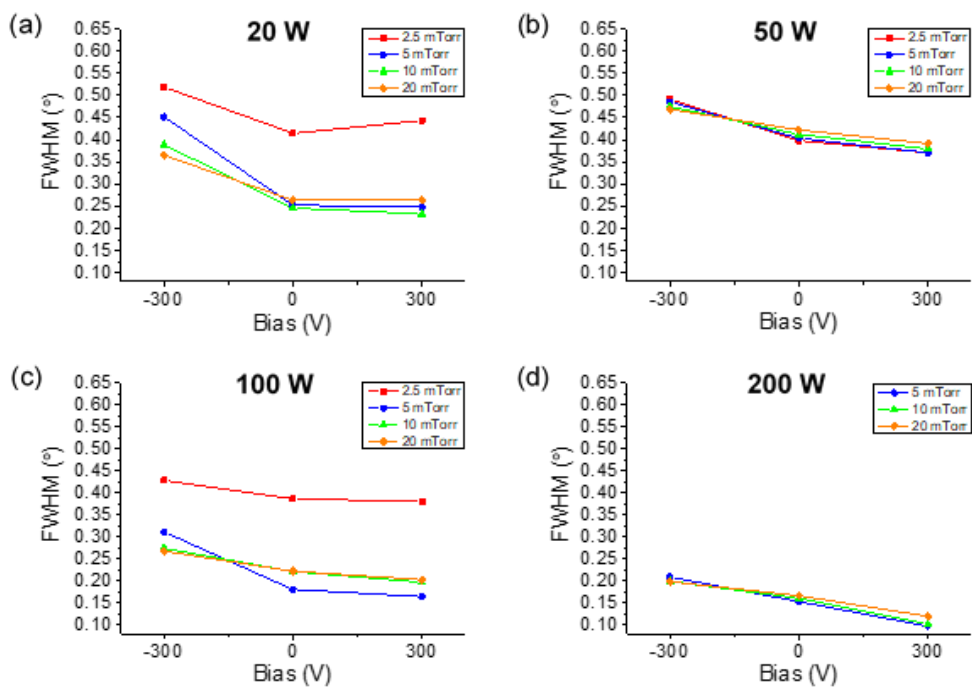 (a)
20 W
2.5 mTorr
5 mTorr
10 mTorr
20 mTorr
FWHM (°)
0.65
0.60
0.55
0.50
0.45
0.40
0.35
0.30
0.25
0.20
0.15
0.10
-300
0
300
Bias (V)
(b)
50 W
2.5 mTorr
5 mTorr
10 mTorr
20 mTorr
FWHM (°)
0.65
0.60
0.55
0.50
0.45
0.40
0.35
0.30
0.25
0.20
0.15
0.10
-300
0
300
Bias (V)
(c)
100 W
2.5 mTorr
5 mTorr
10 mTorr
20 mTorr
FWHM (°)
0.65
0.60
0.55
0.50
0.45
0.40
0.35
0.30
0.25
0.20
0.15
0.10
-300
0
300
Bias (V)
(d)
200 W
5 mTorr
10 mTorr
20 mTorr
FWHM (°)
0.65
0.60
0.55
0.50
0.45
0.40
0.35
0.30
0.25
0.20
0.15
0.10
-300
0
300
Bias (V)